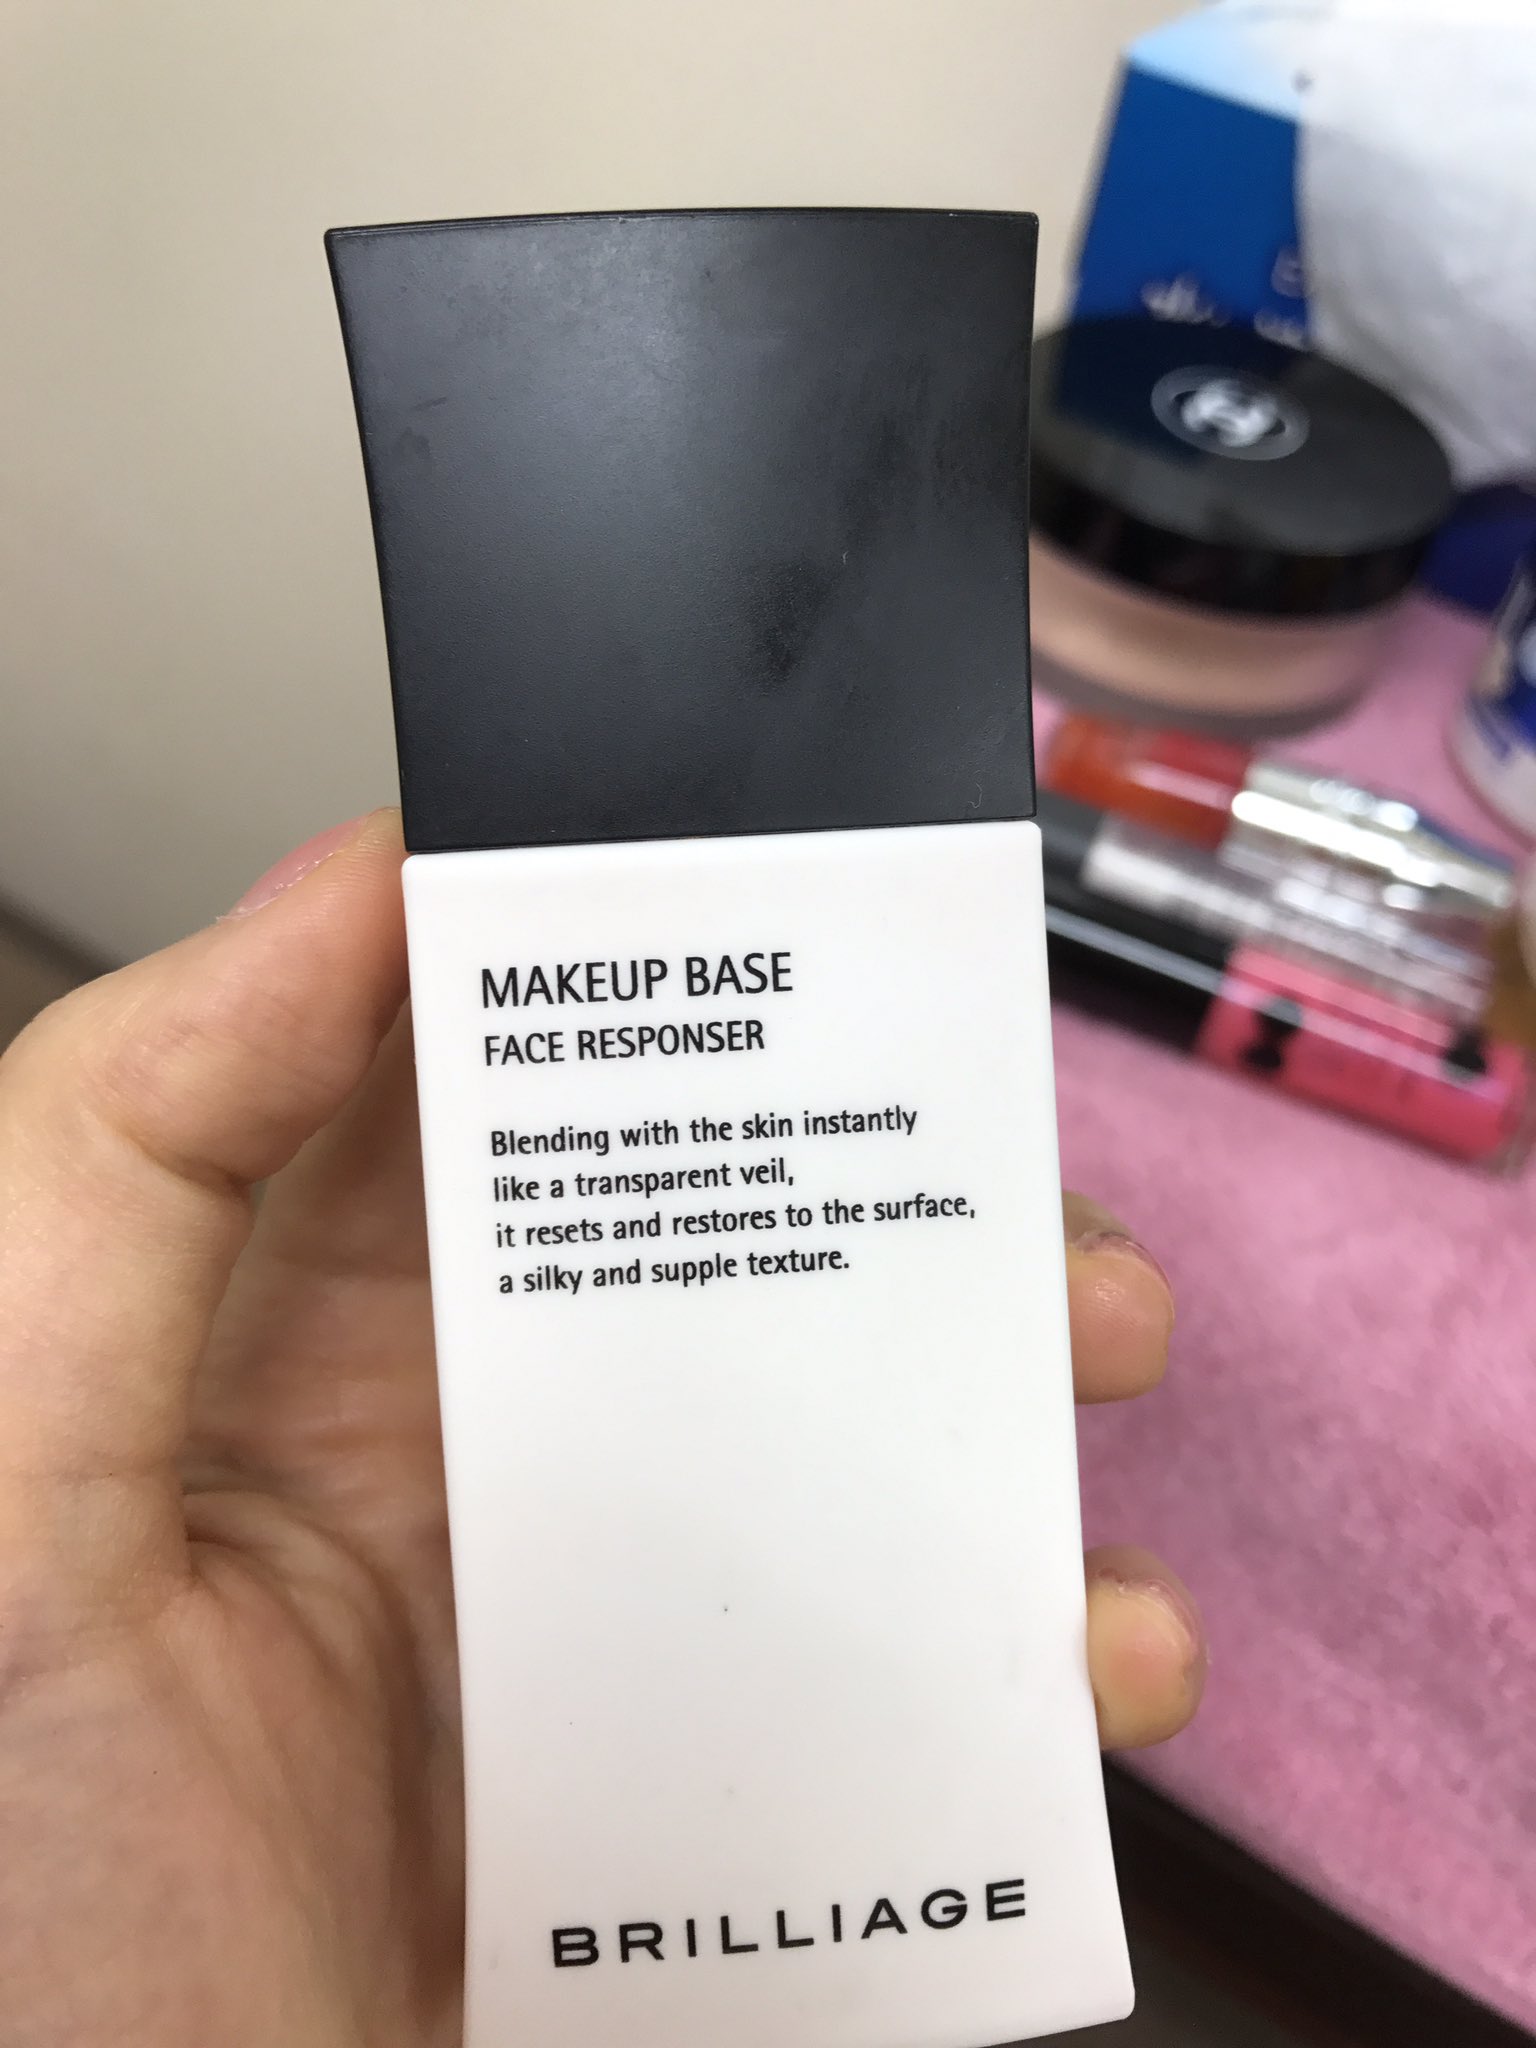 MAKEUP BASE
FACE RESPONSER
Blending with the skin instantly
like a transparent veil,
it resets and restores to the surface,
a silky and supple texture.
BRILLIAGE